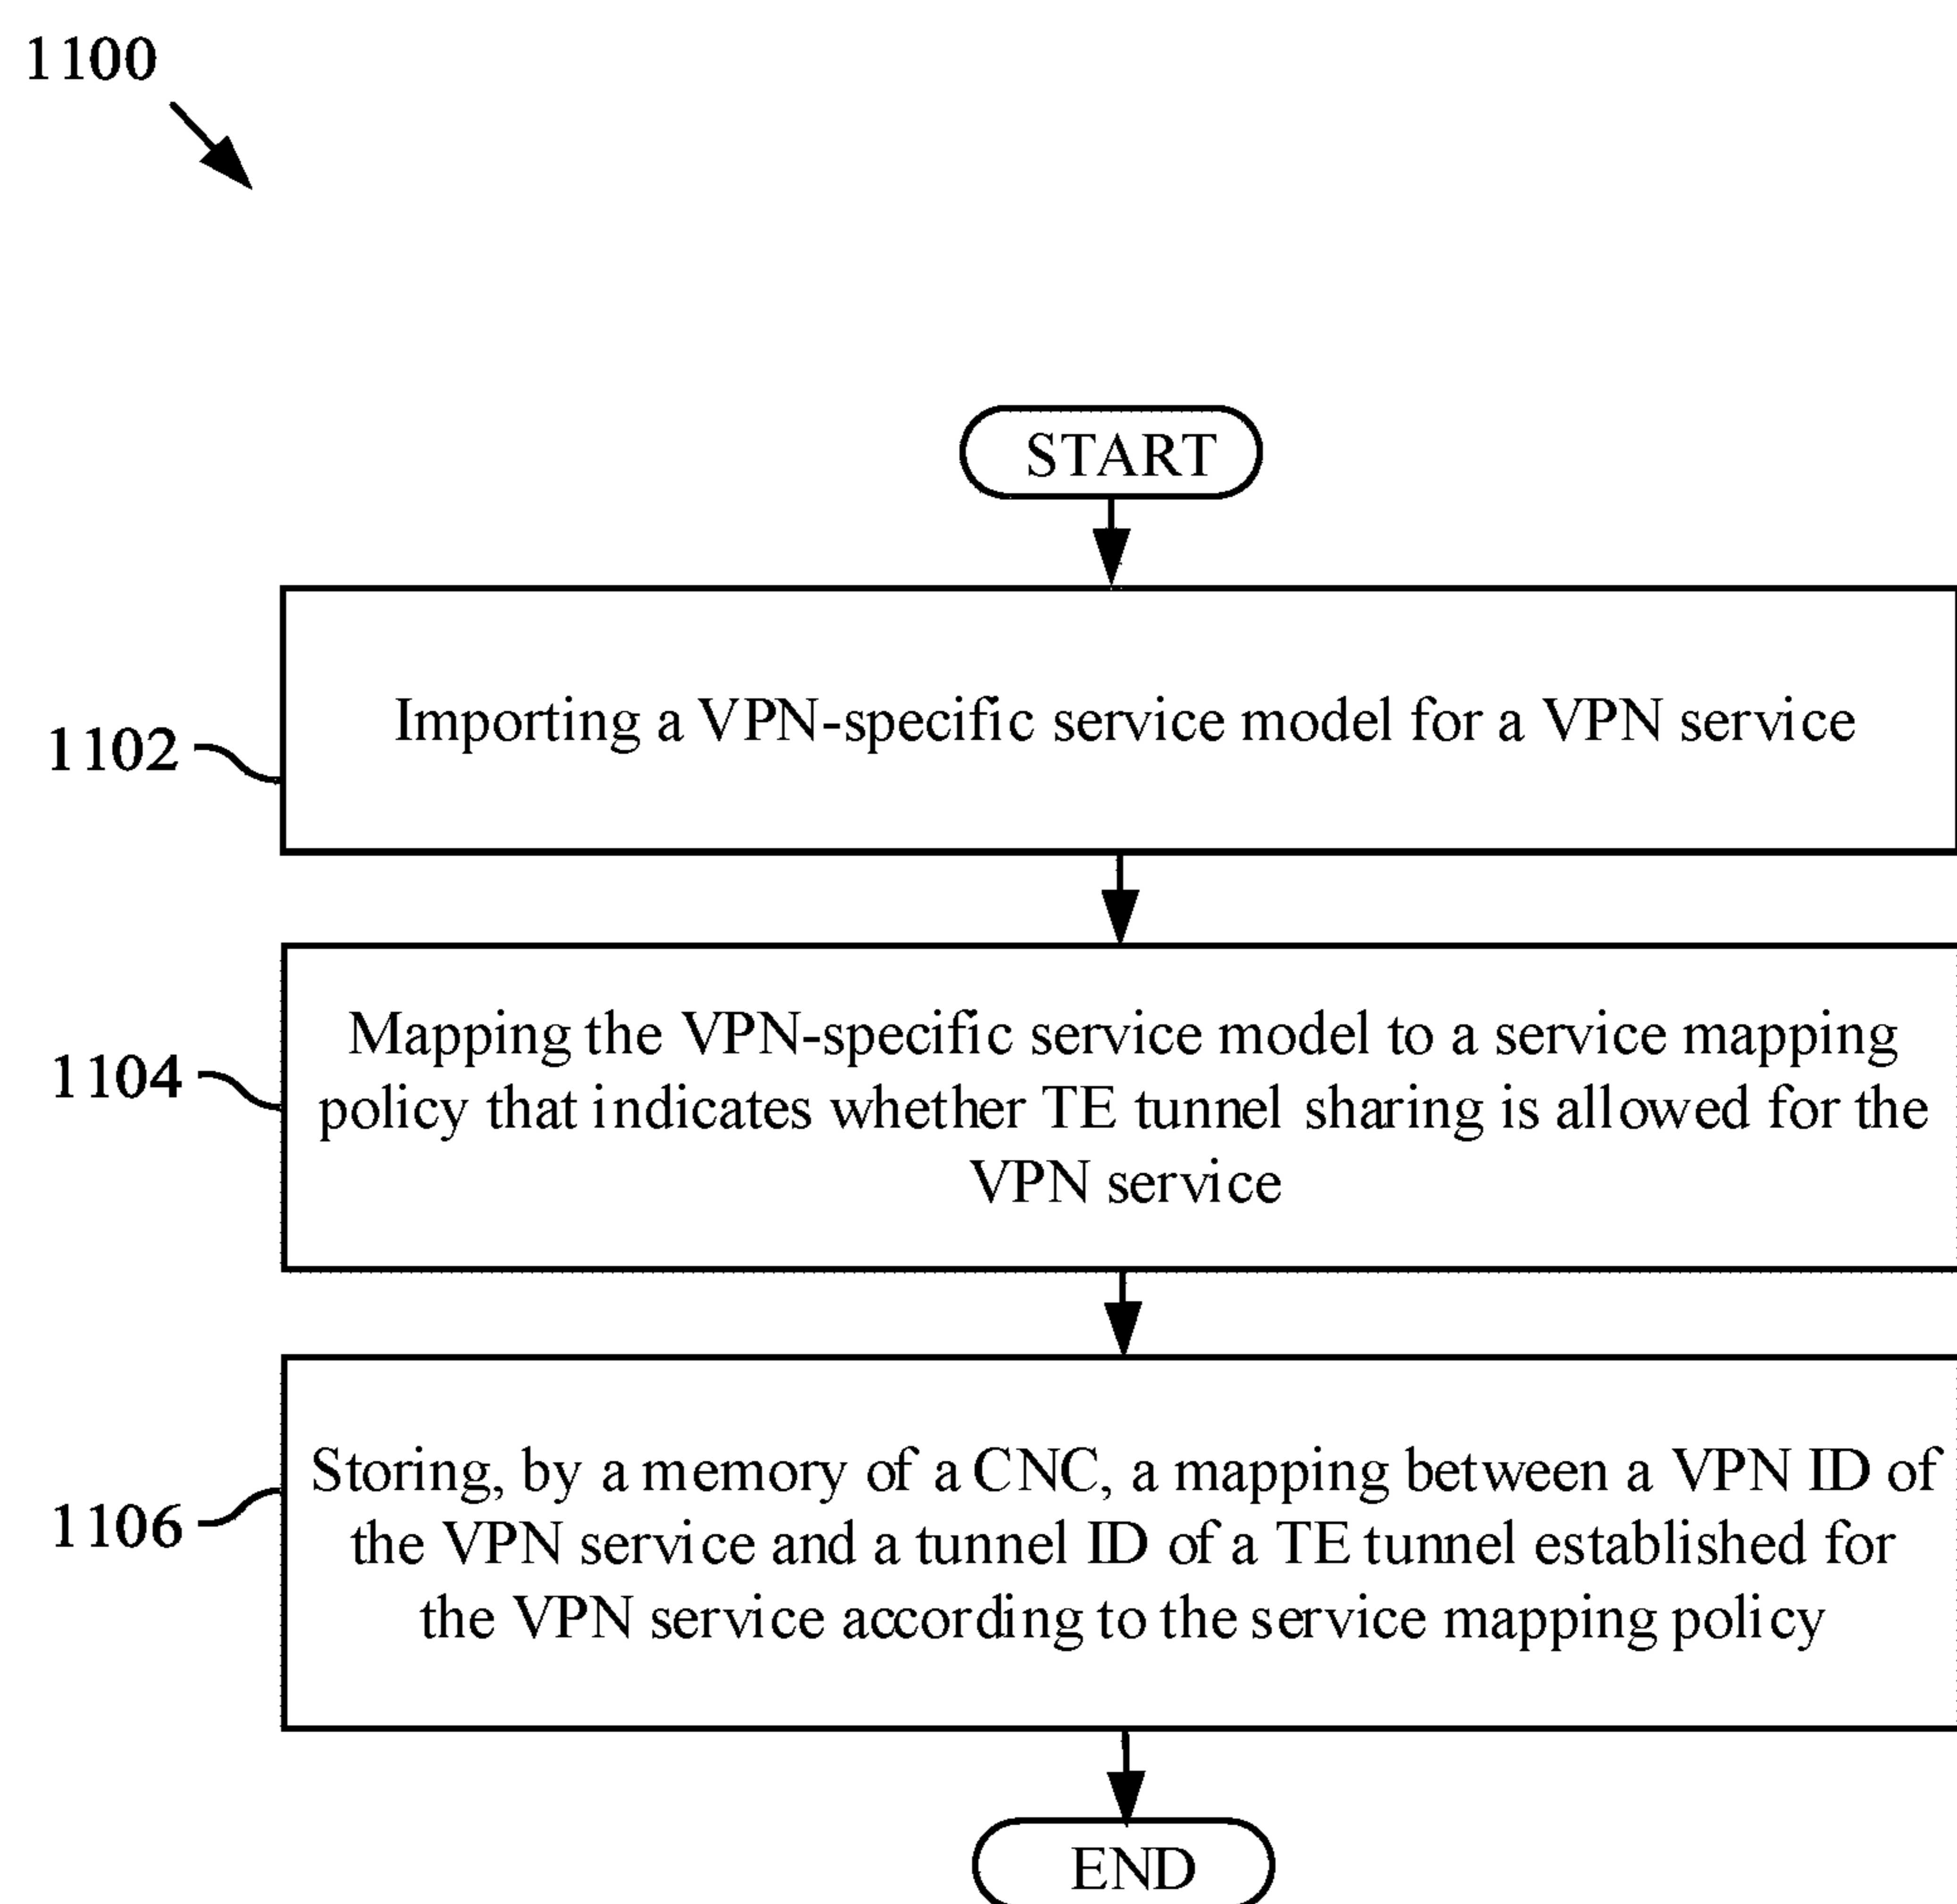 1100
START
1102
Importing a VPN-specific service model for a VPN service
1104
Mapping the VPN-specific service model to a service mapping
policy that indicates whether TE tunnel sharing is allowed for the
VPN service
1106
Storing, by a memory of a CNC, a mapping between a VPN ID of
the VPN service and a tunnel ID of a TE tunnel established for
the VPN service according to the service mapping policy
END